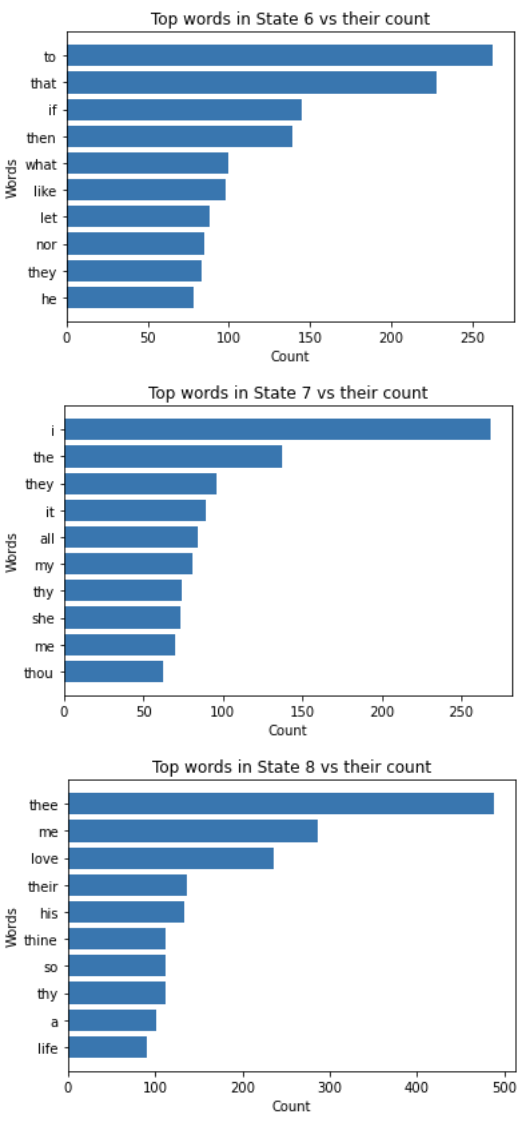 Top words in State 6 vs their count
to
that
if
then
what
like
let
nor
they
he
Words
0 50 100 150 200 250
Count
Top words in State 7 vs their count
i
the
they
it
all
my
thy
she
me
thou
Words
0 50 100 150 200 250
Count
Top words in State 8 vs their count
thee
me
love
their
his
thine
so
thy
a
life
Words
0 100 200 300 400 500
Count